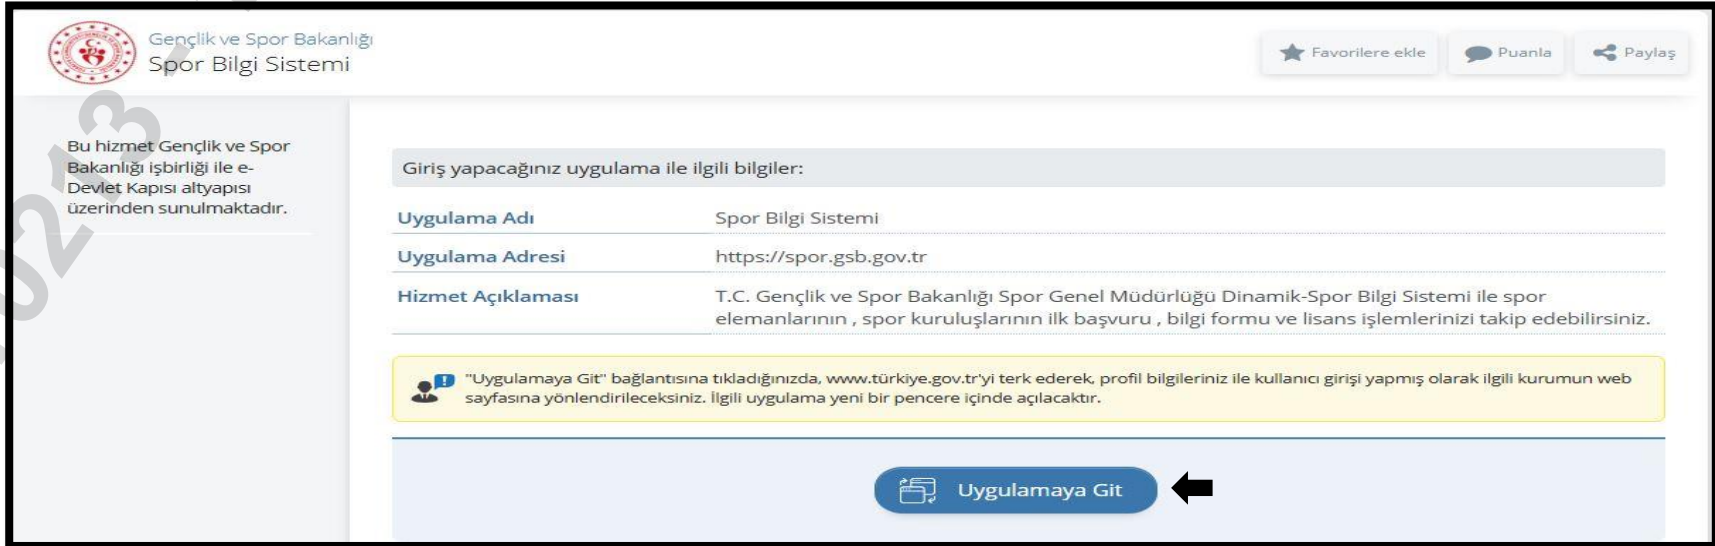 Gençlik ve Spor Bakanlığı
Spor Bilgi Sistemi
Favorilere ekle
Puanla
Paylaş
Bu hizmet Gençlik ve Spor
Bakanlığı işbirliği ile e-
Devlet Kapısı altyapısı
üzerinden sunulmaktadır.
Giriş yapacağınız uygulama ile ilgili bilgiler:
Uygulama Adı Spor Bilgi Sistemi
Uygulama Adresi https://spor.gsb.gov.tr
Hizmet Açıklaması T.C. Gençlik ve Spor Bakanlığı Spor Genel Müdürlüğü Dinamik-Spor Bilgi Sistemi ile spor
elemanlarının , spor kuruluşlarının ilk başvuru , bilgi formu ve lisans işlemlerinizi takip edebilirsiniz.
"Uygulamaya Git" bağlantısına tıkladığınızda, www.türkiye.gov.tr'yi terk ederek, profil bilgileriniz ile kullanıcı girişi yapmış olarak ilgili kurumun web
sayfasına yönlendirileceksiniz. İlgili uygulama yeni bir pencere içinde açılacaktır.
Uygulamaya Git
0213